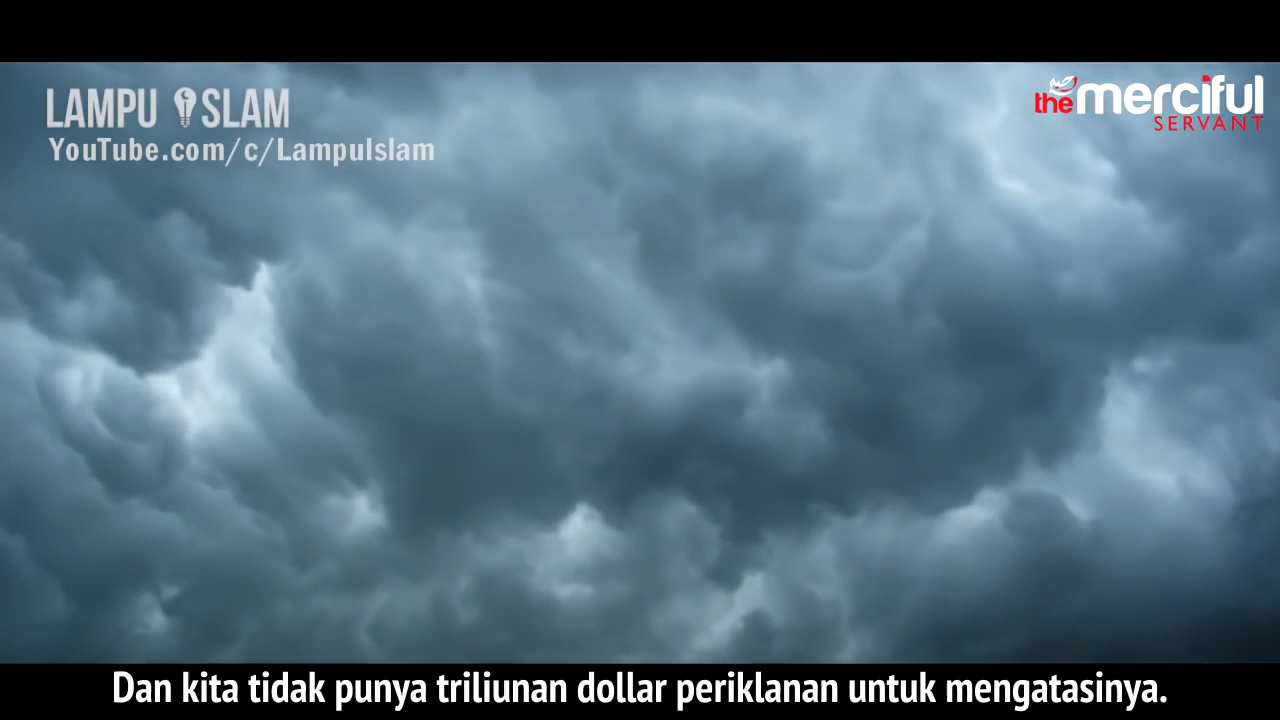 LAMPU ISLAM
YouTube.com/c/LampuIslam
the merciful
SERVANT
Dan kita tidak punya triliunan dollar periklanan untuk mengatasinya.